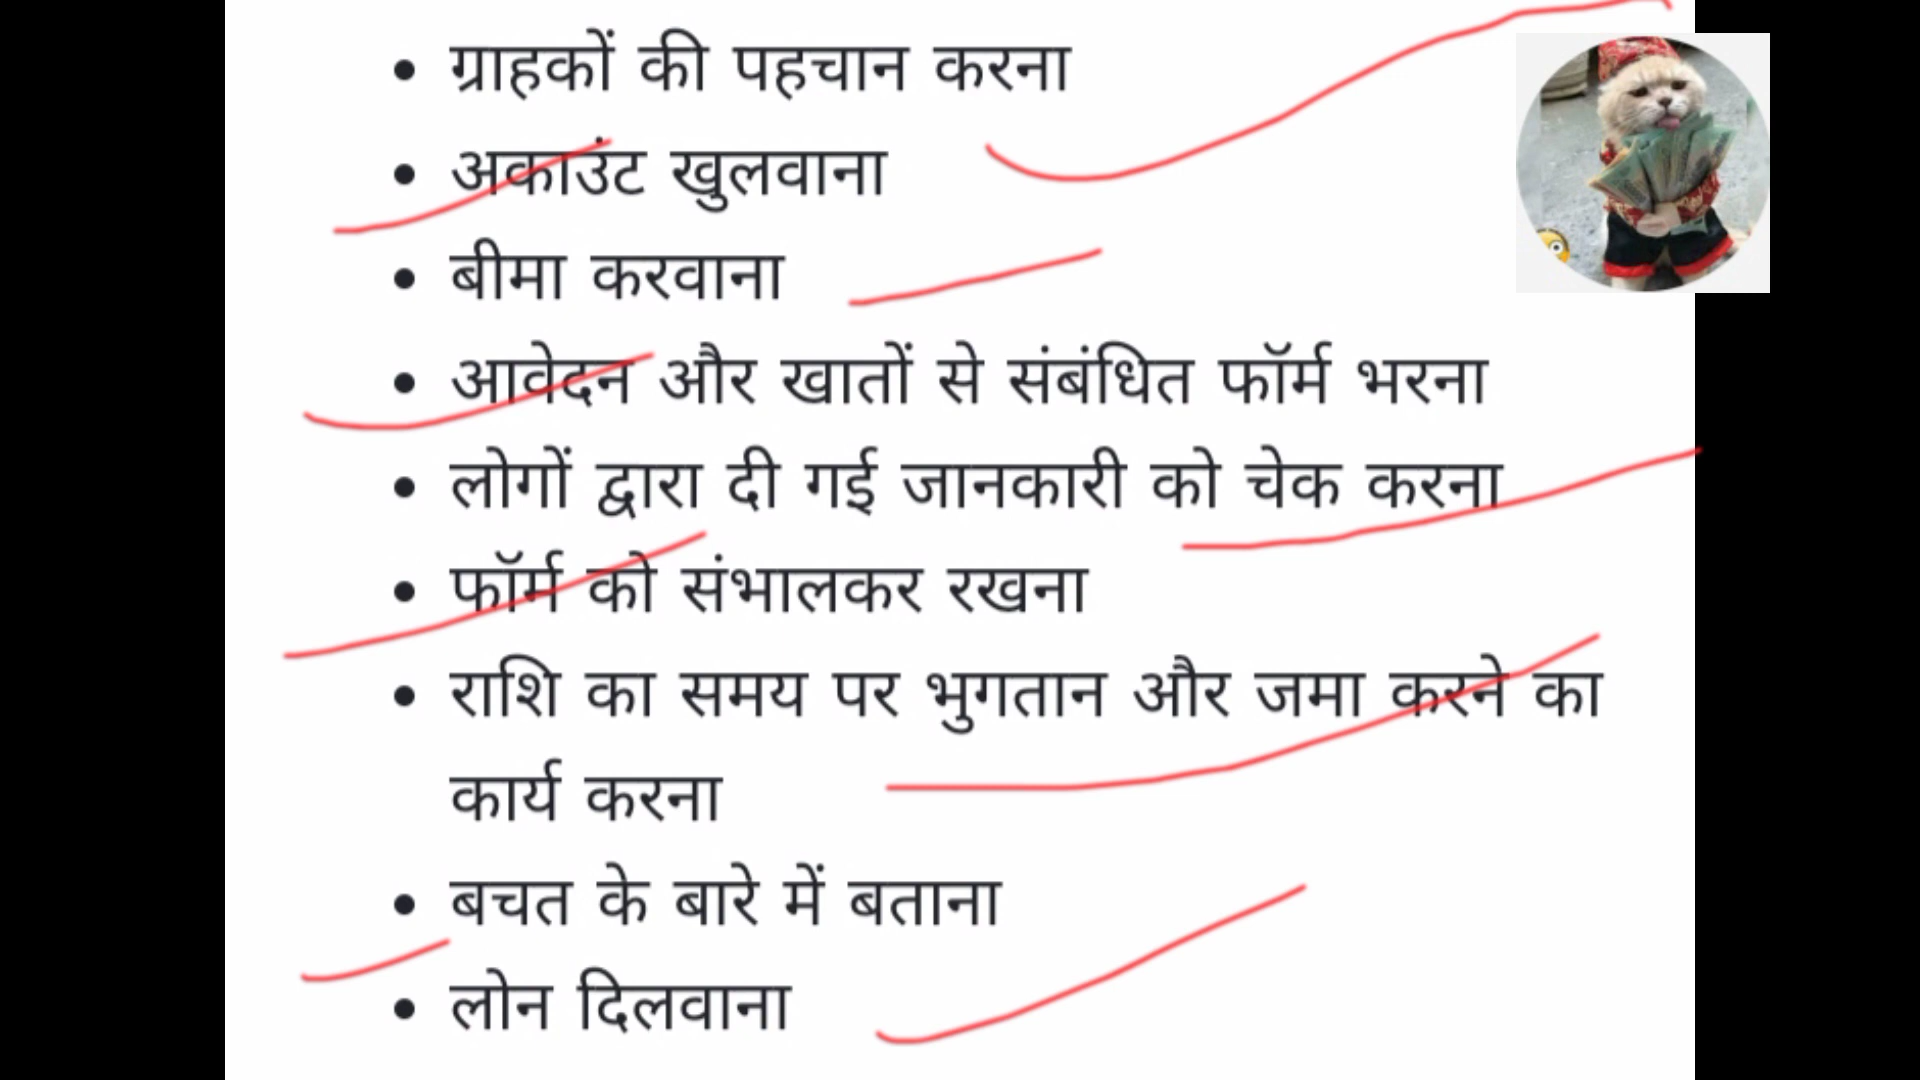 • ग्राहकों की पहचान करना
• अकाउंट खुलवाना
• बीमा करवाना
• आवेदन और खातों से संबंधित फॉर्म भरना
• लोगों द्वारा दी गई जानकारी को चेक करना
• फॉर्म को संभालकर रखना
• राशि का समय पर भुगतान और जमा करने का
कार्य करना
• बचत के बारे में बताना
• लोन दिलवाना